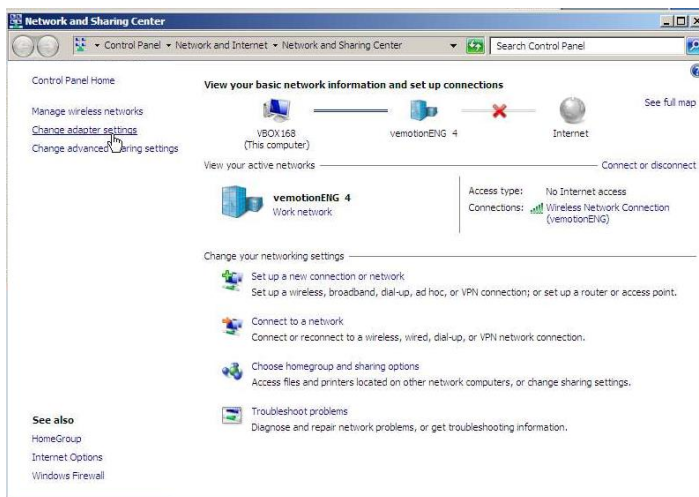 Network and Sharing Center
Control Panel
Network and Internet
Network and Sharing Center
Search Control Panel
Control Panel Home
Manage wireless networks
Change adapter settings
Change advanced sharing settings
See also
HomeGroup
Internet Options
Windows Firewall
View your basic network information and set up connections
See full map
VBOX168
(This computer)
vemotionENG 4
Internet
View your active networks
Connect or disconnect
vemotionENG 4
Work network
Access type: No Internet access
Connections: Wireless Network Connection
(vemotionENG)
Change your networking settings
Set up a new connection or network
Set up a wireless, broadband, dial-up, ad hoc, or VPN connection; or set up a router or access point.
Connect to a network
Connect or reconnect to a wireless, wired, dial-up, or VPN network connection.
Choose homegroup and sharing options
Access files and printers located on other network computers, or change sharing settings.
Troubleshoot problems
Diagnose and repair network problems, or get troubleshooting information.